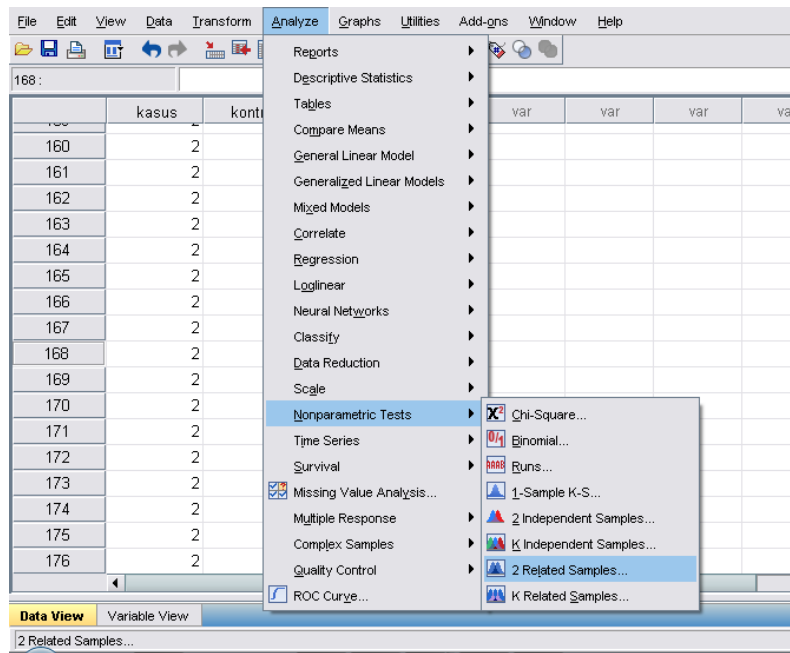 File Edit View Data Transform Analyze Graphs Utilities Add-ons Window Help
168 :
kasus kontr var var var va
160 2
161 2
162 2
163 2
164 2
165 2
166 2
167 2
168 2
169 2
170 2
171 2
172 2
173 2
174 2
175 2
176 2
Reports
Descriptive Statistics
Tables
Compare Means
General Linear Model
Generalized Linear Models
Mixed Models
Correlate
Regression
Loglinear
Neural Networks
Classify
Data Reduction
Scale
Nonparametric Tests
Time Series
Survival
Missing Value Analysis...
Multiple Response
Complex Samples
Quality Control
ROC Curve...
X² Chi-Square...
0/1 Binomial...
AAAB Runs...
1-Sample K-S...
2 Independent Samples...
K Independent Samples...
2 Related Samples...
K Related Samples...
Data View Variable View
2 Related Samples...